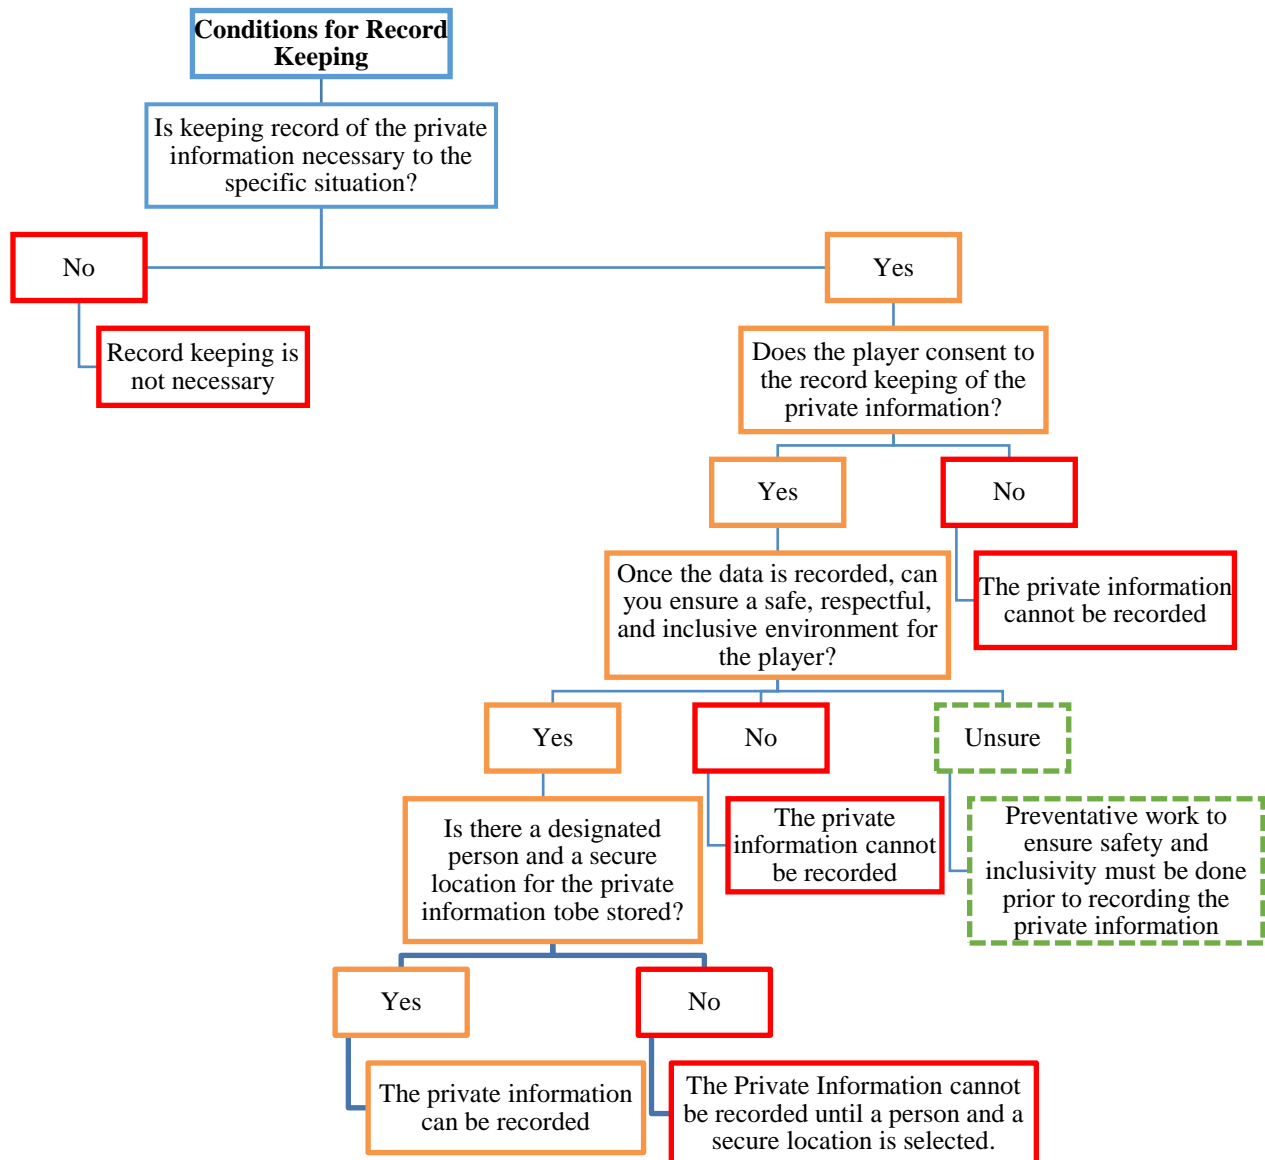 Conditions for Record
Keeping
Is keeping record of the private
information necessary to the
specific situation?
No
Yes
Record keeping is
not necessary
Does the player consent to
the record keeping of the
private information?
Yes
No
Once the data is recorded, can
you ensure a safe, respectful,
and inclusive environment for
the player?
The private information
cannot be recorded
Yes
No
Unsure
Is there a designated
person and a secure
location for the private
information tobe stored?
The private
information cannot
be recorded
Preventative work to
ensure safety and
inclusivity must be done
prior to recording the
private information
Yes
No
The private information
can be recorded
The Private Information cannot
be recorded until a person and a
secure location is selected.